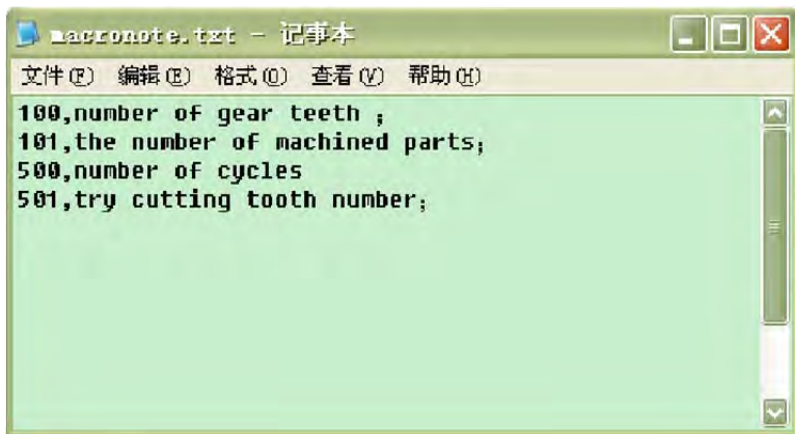 macronote.txt - 记事本
文件(F) 编辑(E) 格式(O) 查看(V) 帮助(H)
100,number of gear teeth ;
101,the number of machined parts;
500,number of cycles
501,try cutting tooth number;